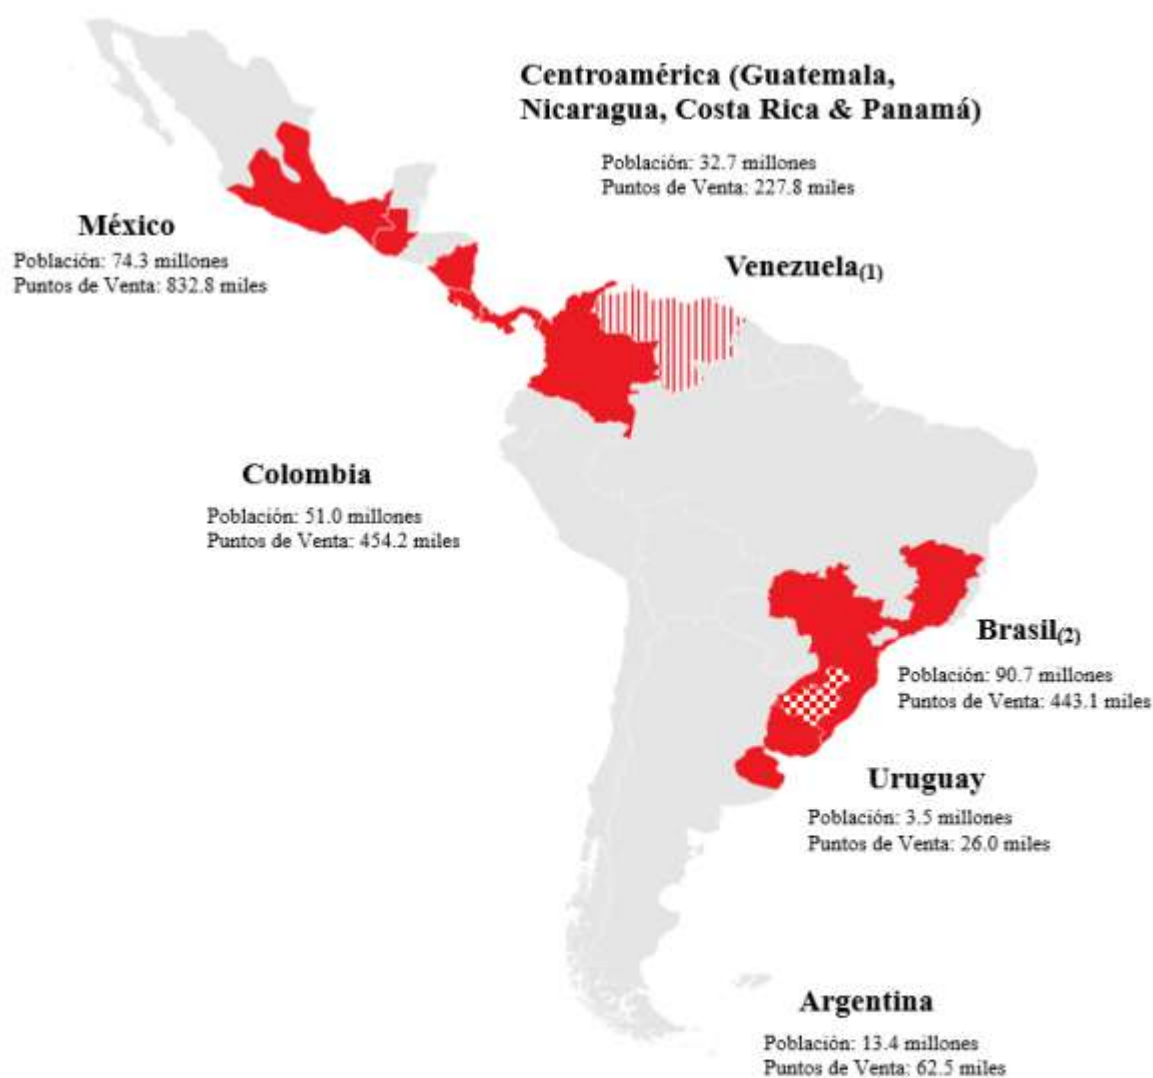 Centroamérica (Guatemala,
Nicaragua, Costa Rica & Panamá)
Población: 32.7 millones
Puntos de Venta: 227.8 miles
México
Población: 74.3 millones
Puntos de Venta: 832.8 miles
Venezuela(1)
Colombia
Población: 51.0 millones
Puntos de Venta: 454.2 miles
Brasil(2)
Población: 90.7 millones
Puntos de Venta: 443.1 miles
Uruguay
Población: 3.5 millones
Puntos de Venta: 26.0 miles
Argentina
Población: 13.4 millones
Puntos de Venta: 62.5 miles